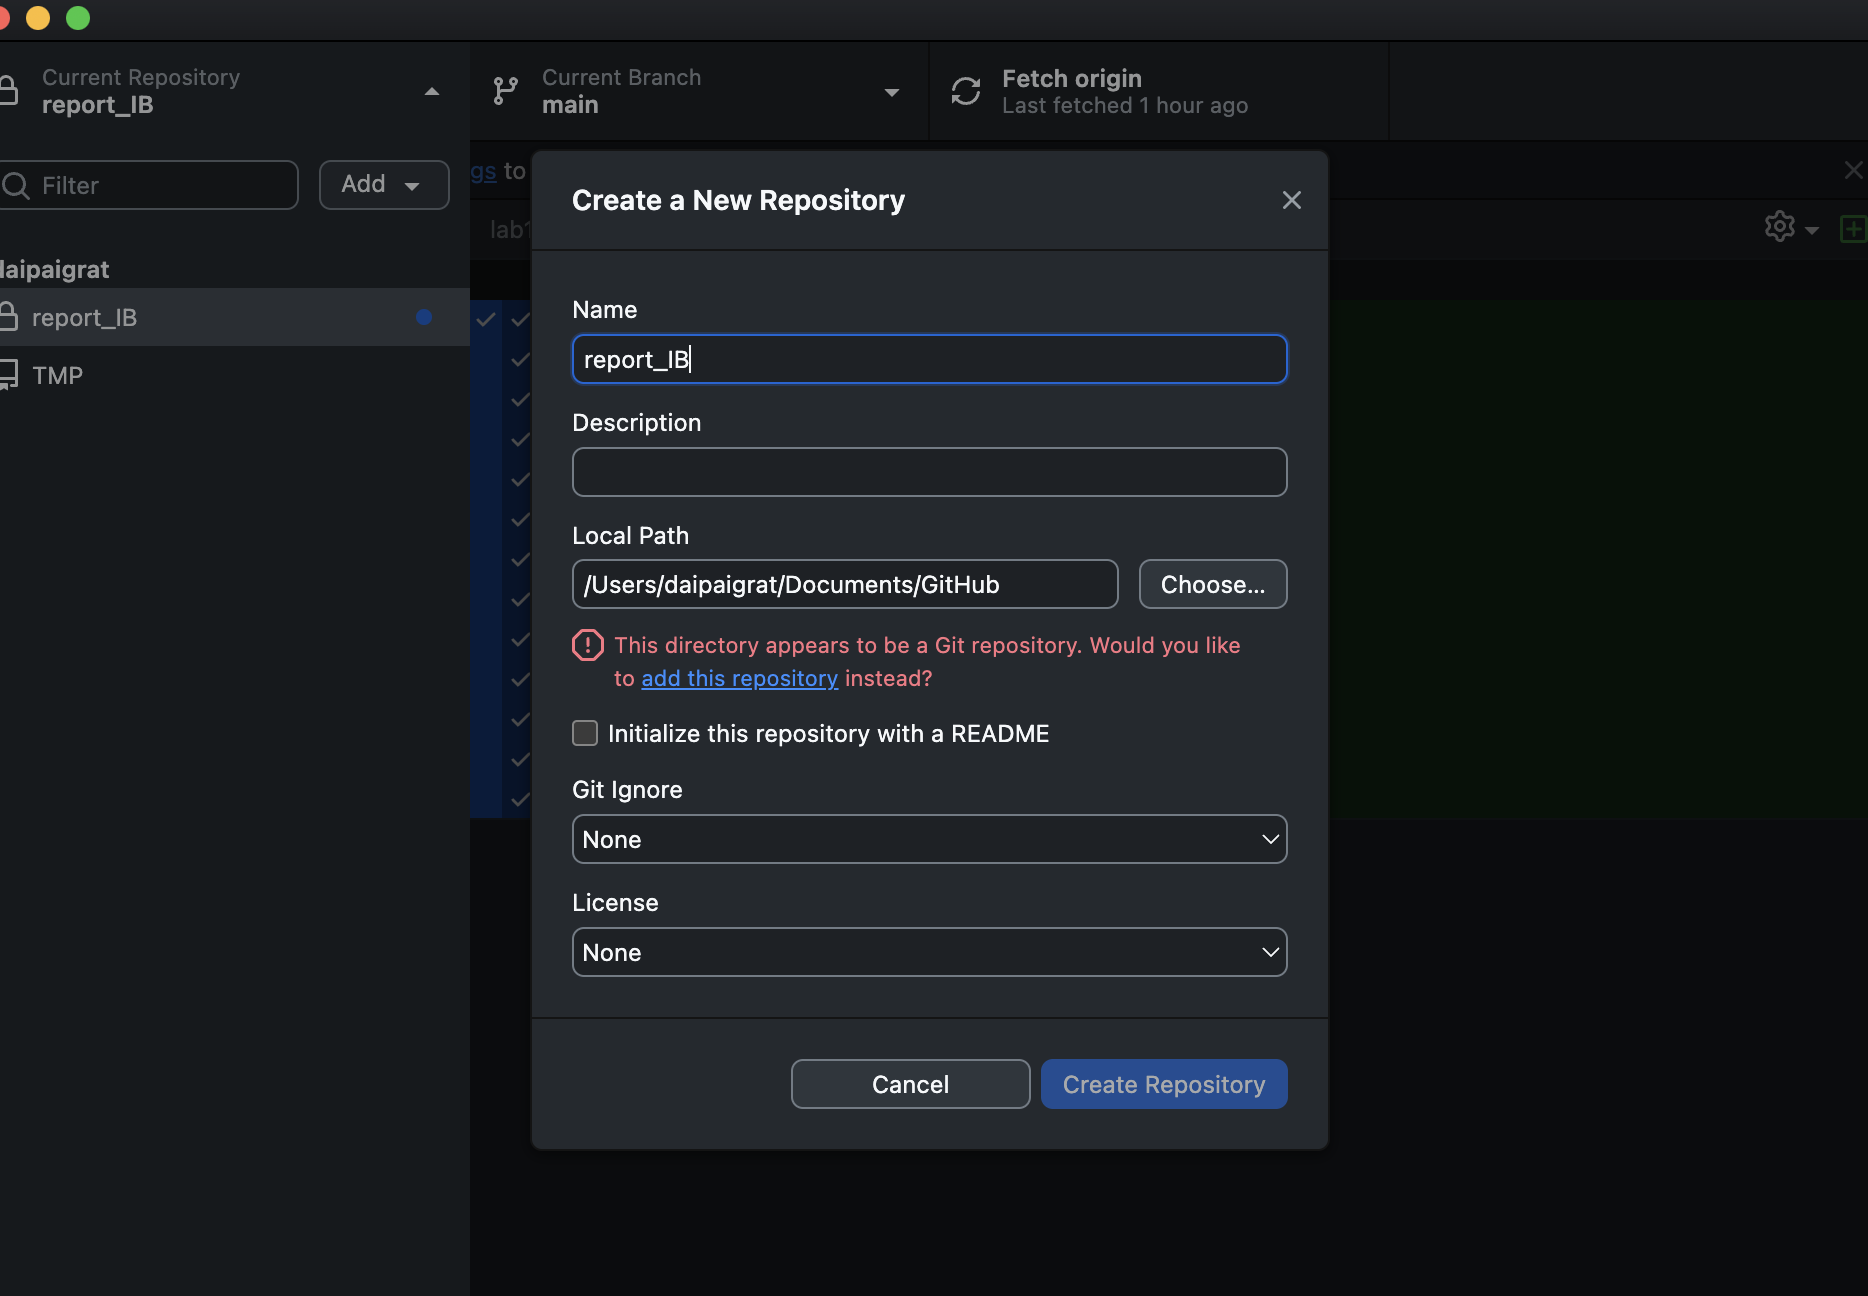 Current Repository
report_IB
Current Branch
main
Fetch origin
Last fetched 1 hour ago
Filter
Add
gs to
lab1
daipaigrat
report_IB
TMP
Create a New Repository
Name
report_IB
Description
Local Path
/Users/daipaigrat/Documents/GitHub
Choose...
This directory appears to be a Git repository. Would you like
to add this repository instead?
Initialize this repository with a README
Git Ignore
None
License
None
Cancel
Create Repository